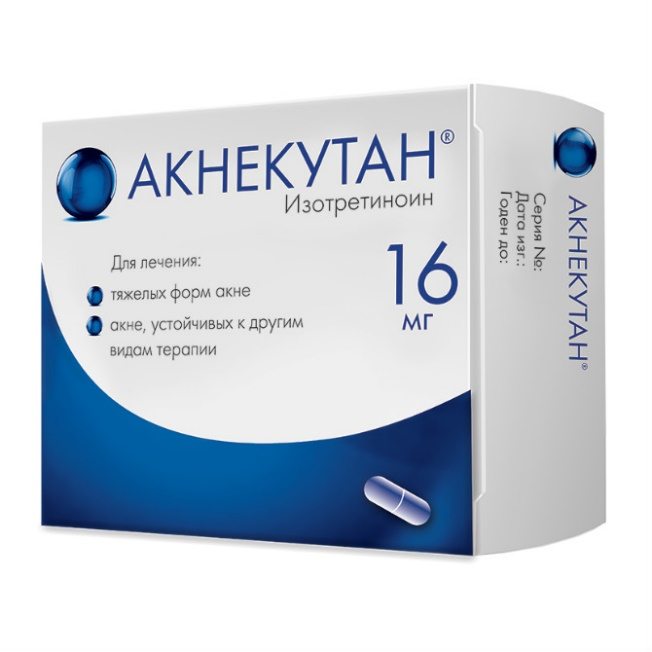 АКНЕКУТАН®
Изотретиноин
Для лечения:
тяжелых форм акне
акне, устойчивых к другим
видам терапии
16
мг
АКНЕКУТАН®
Серия №:
Дата изг.:
Годен до: